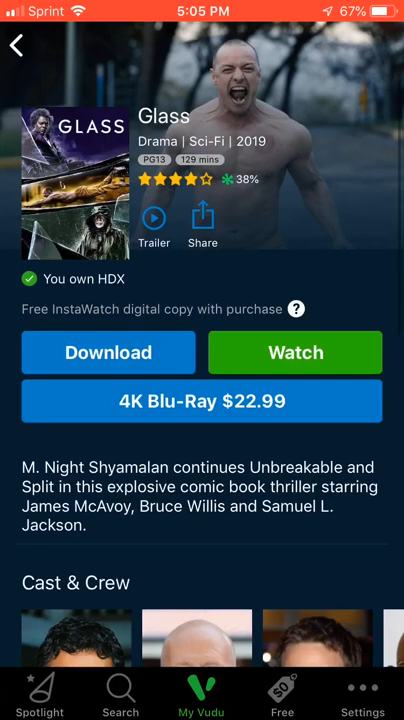 Sprint 5:05 PM 67%
GLASS
Glass
Drama | Sci-Fi | 2019
PG13 129 mins
38%
Trailer Share
You own HDX
Free InstaWatch digital copy with purchase ?
Download Watch
4K Blu-Ray $22.99
M. Night Shyamalan continues Unbreakable and
Split in this explosive comic book thriller starring
James McAvoy, Bruce Willis and Samuel L.
Jackson.
Cast & Crew
$0
Spotlight Search My Vudu Free Settings